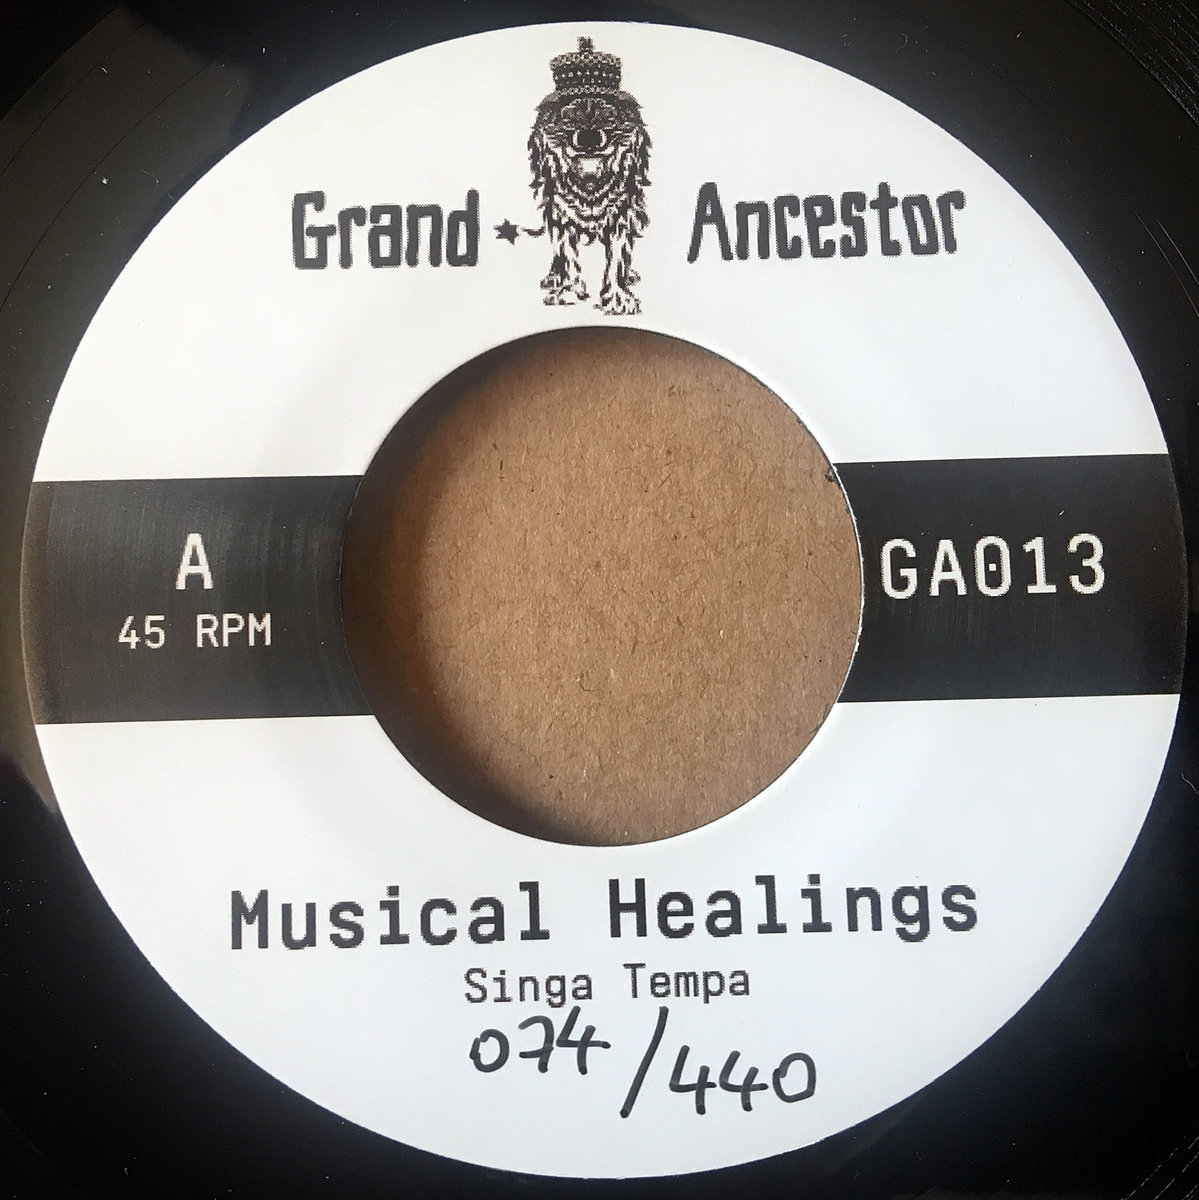 Grand Ancestor
A
45 RPM
GA013
Musical Healings
Singa Tempa
074/440